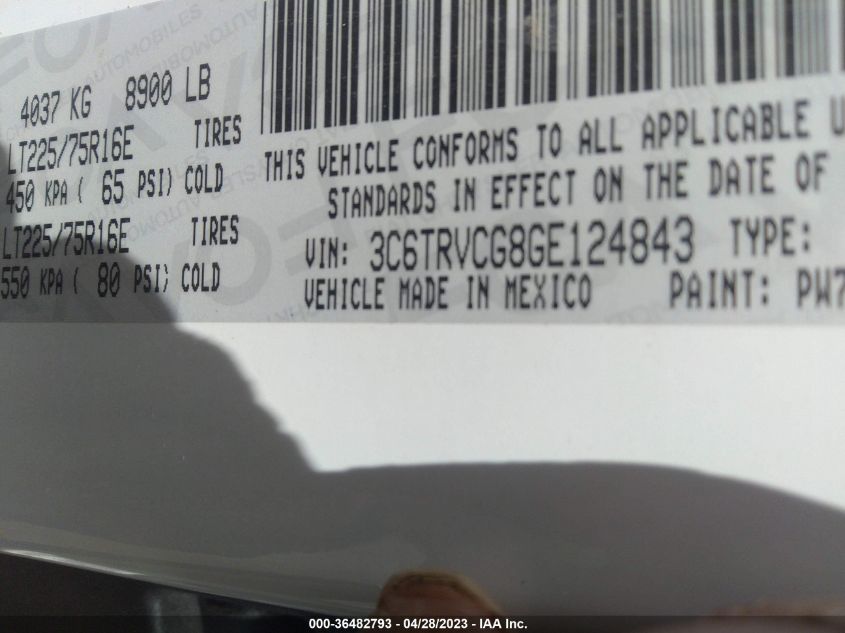 4037 KG 8900 LB
LT225/75R16E TIRES
450 KPA ( 65 PSI) COLD
LT225/75R16E TIRES
550 KPA ( 80 PSI) COLD
THIS VEHICLE CONFORMS TO ALL APPLICABLE U
STANDARDS IN EFFECT ON THE DATE OF
VIN: 3C6TRVCG8GE124843 TYPE:
VEHICLE MADE IN MEXICO PAINT: PW7
000-36482793 — 04/28/2023 — IAA Inc.